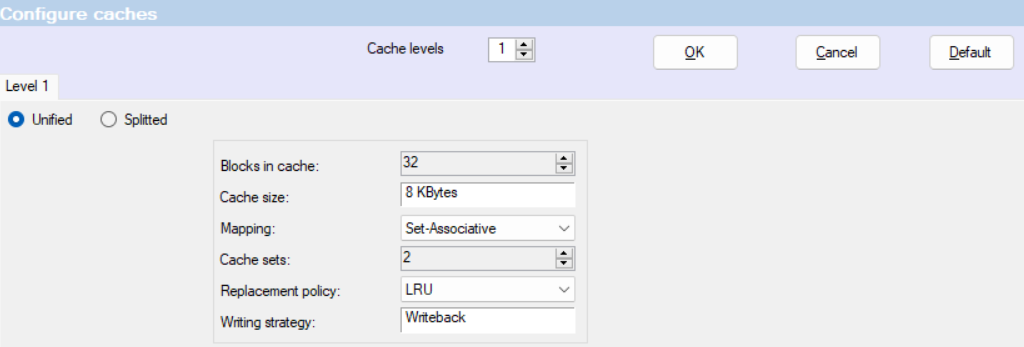 Configure caches
Cache levels 1 OK Cancel Default
Level 1
Unified Splitted
Blocks in cache: 32
Cache size: 8 KBytes
Mapping: Set-Associative
Cache sets: 2
Replacement policy: LRU
Writing strategy: Writeback